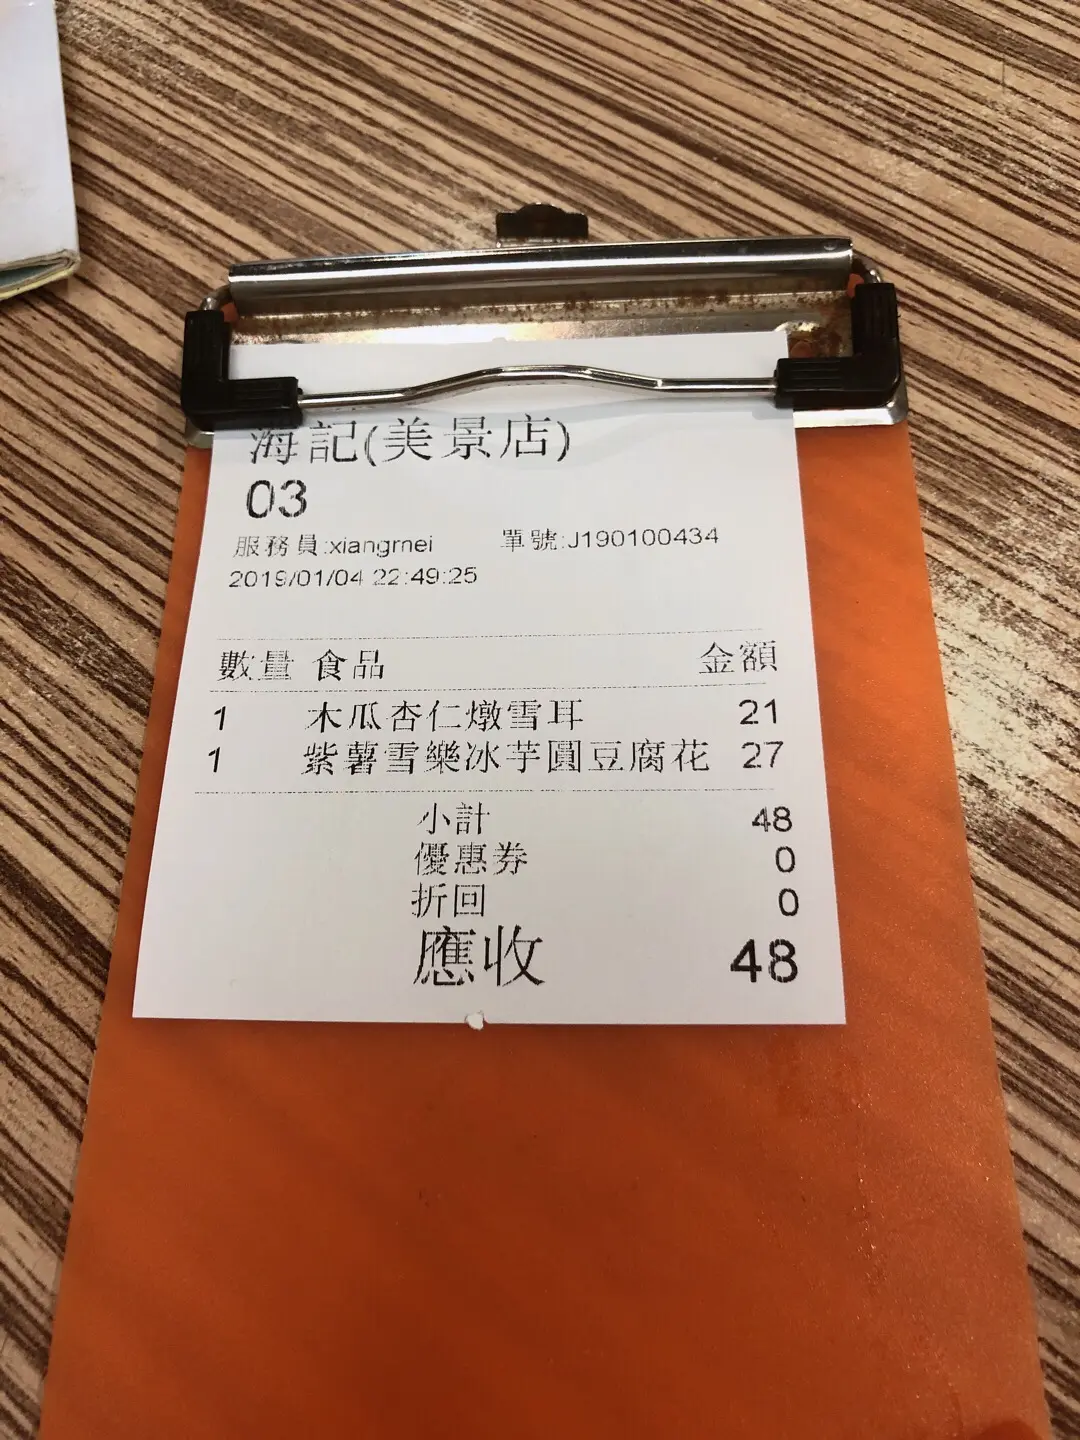 海記(美景店)
03
服務員:xiangmei 單號:J190100434
2019/01/04 22:49:25
數量 食品 金額
1 木瓜杏仁燉雪耳 21
1 紫薯雪樂冰芋圓豆腐花 27
小計 48
優惠券 0
折回 0
應收 48